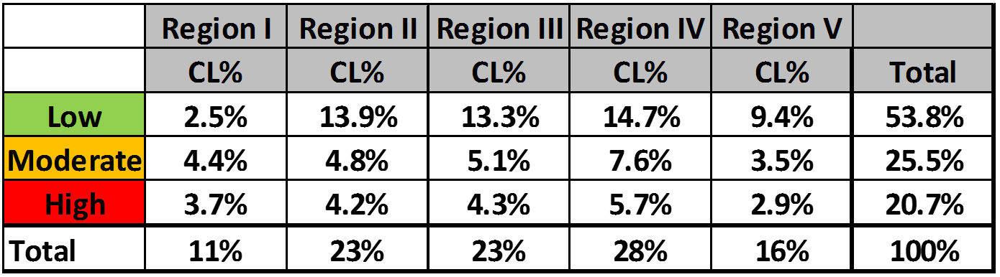 Region I Region II Region III Region IV Region V
CL% CL% CL% CL% CL% Total
Low 2.5% 13.9% 13.3% 14.7% 9.4% 53.8%
Moderate 4.4% 4.8% 5.1% 7.6% 3.5% 25.5%
High 3.7% 4.2% 4.3% 5.7% 2.9% 20.7%
Total 11% 23% 23% 28% 16% 100%